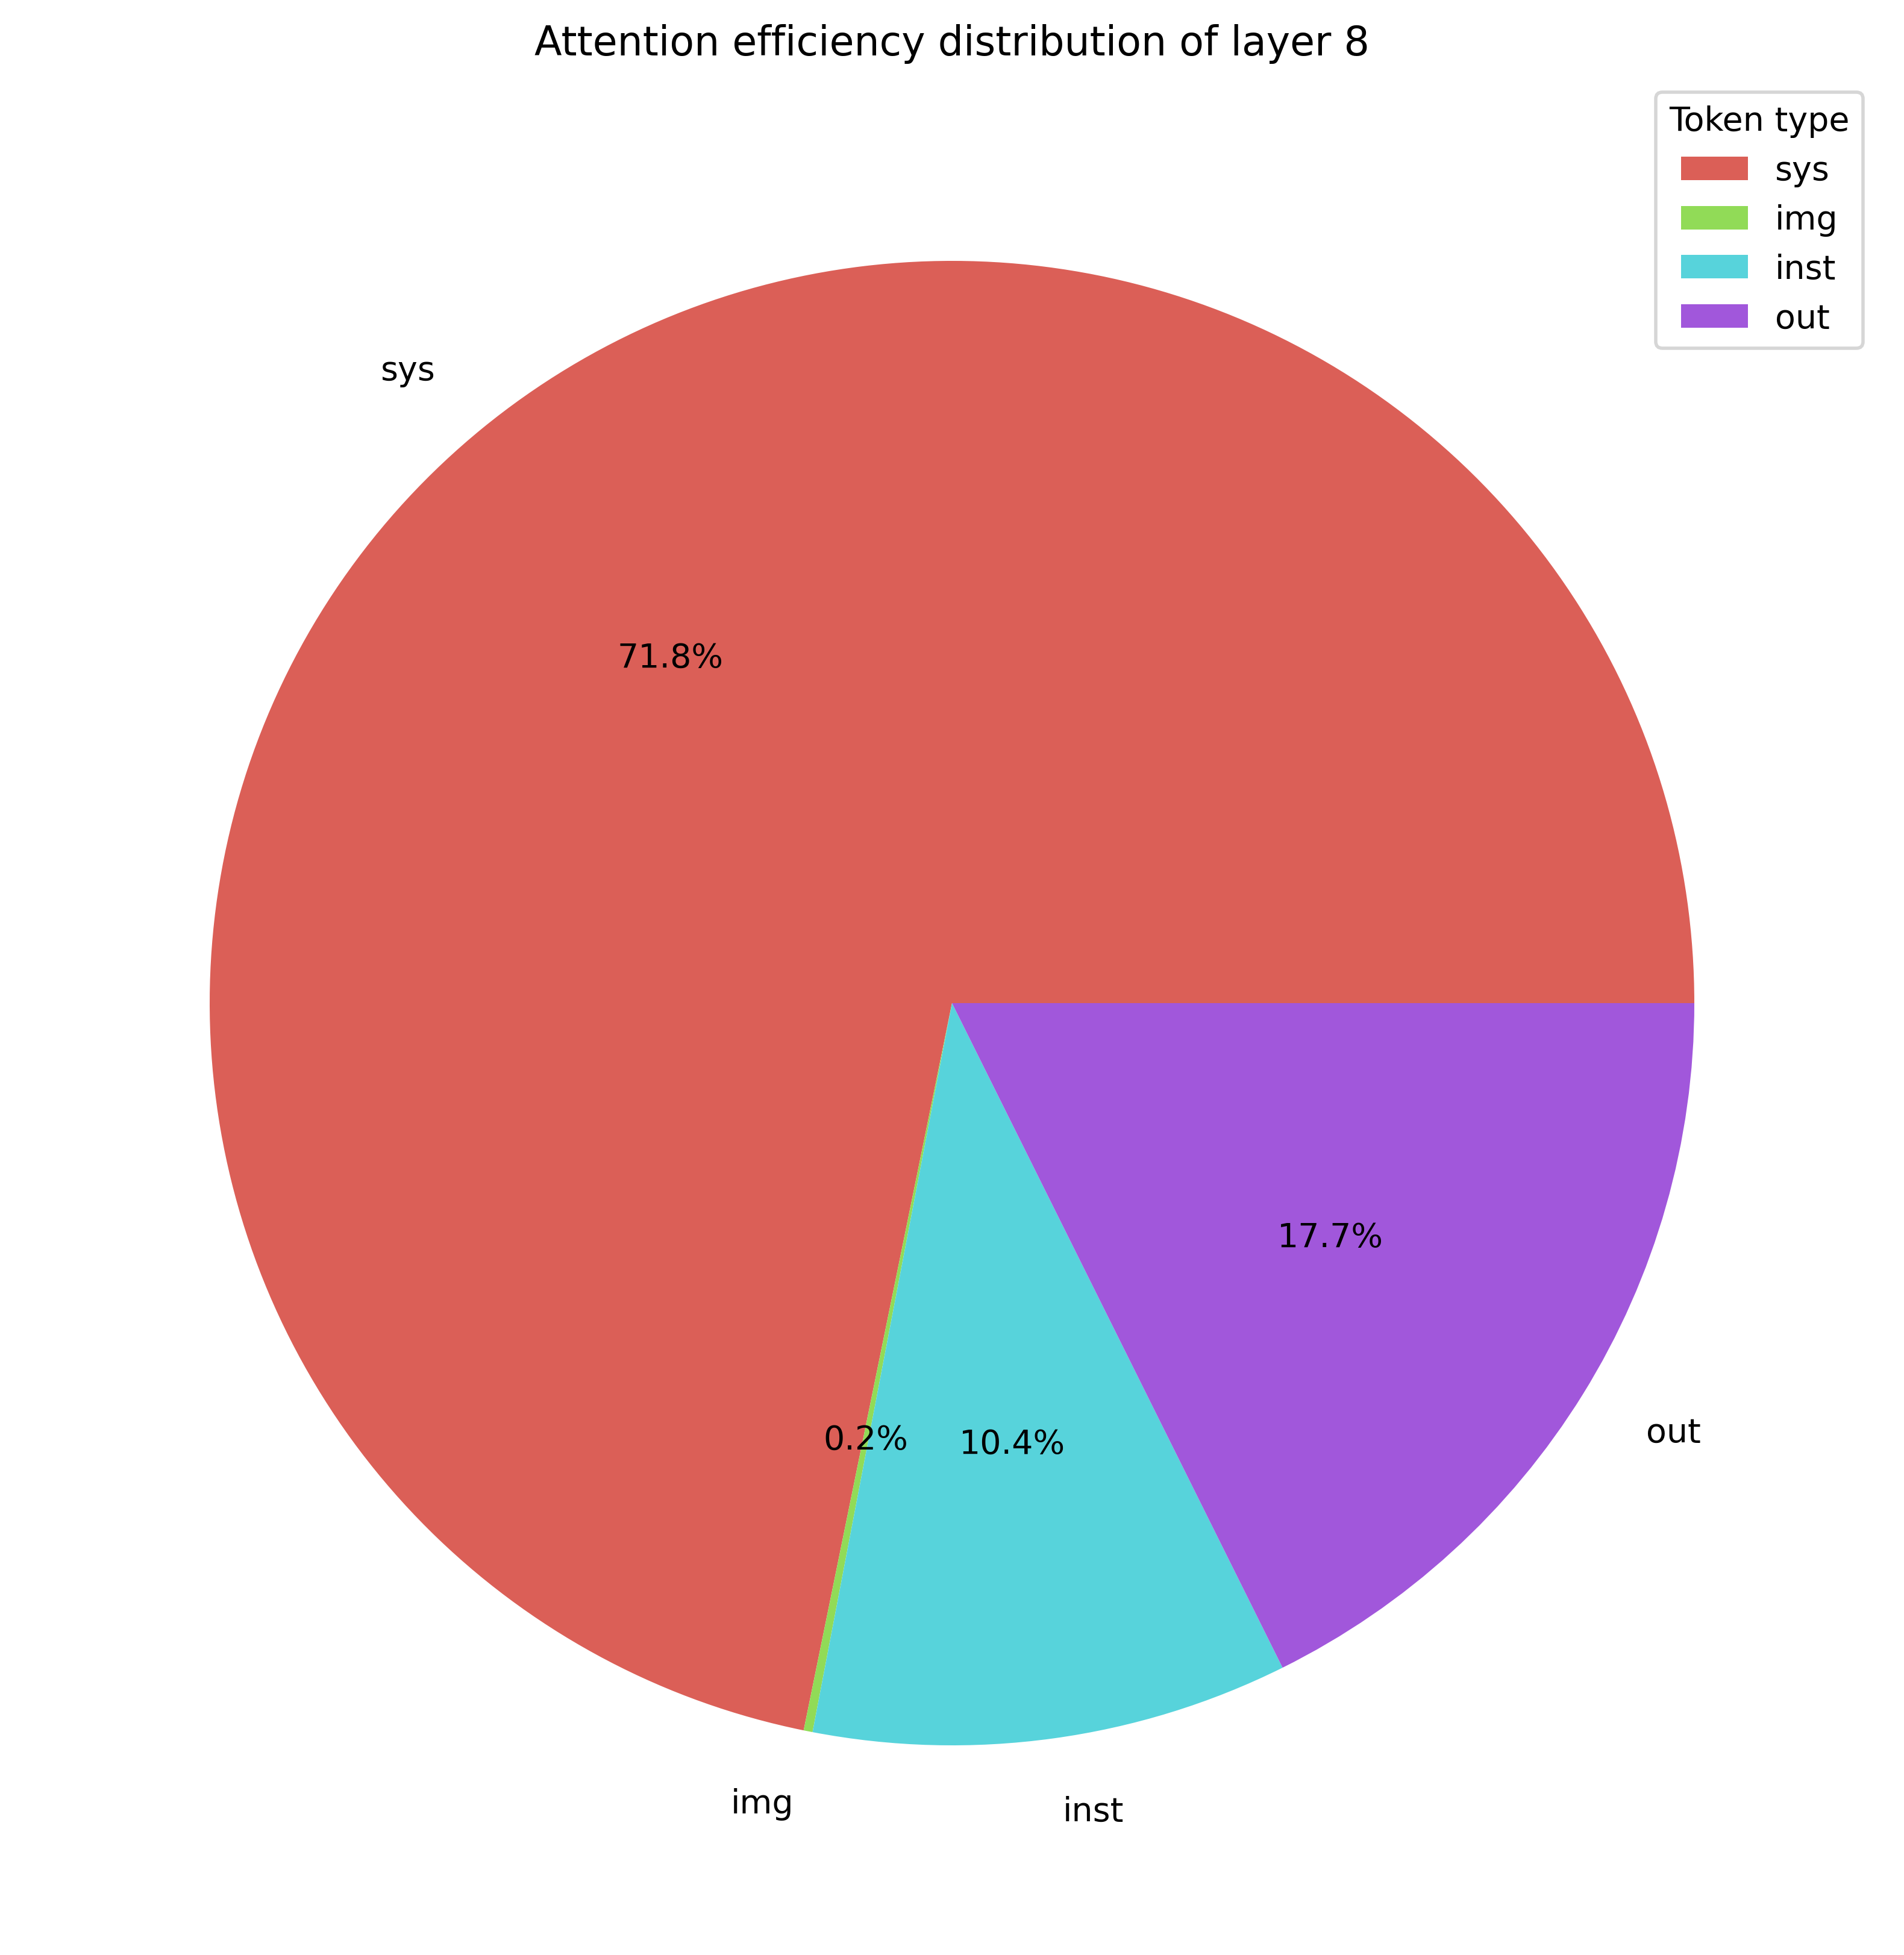 Attention efficiency distribution of layer 8
Token type
sys
img
inst
out
sys
71.8%
17.7%
0.2%
10.4%
out
img
inst